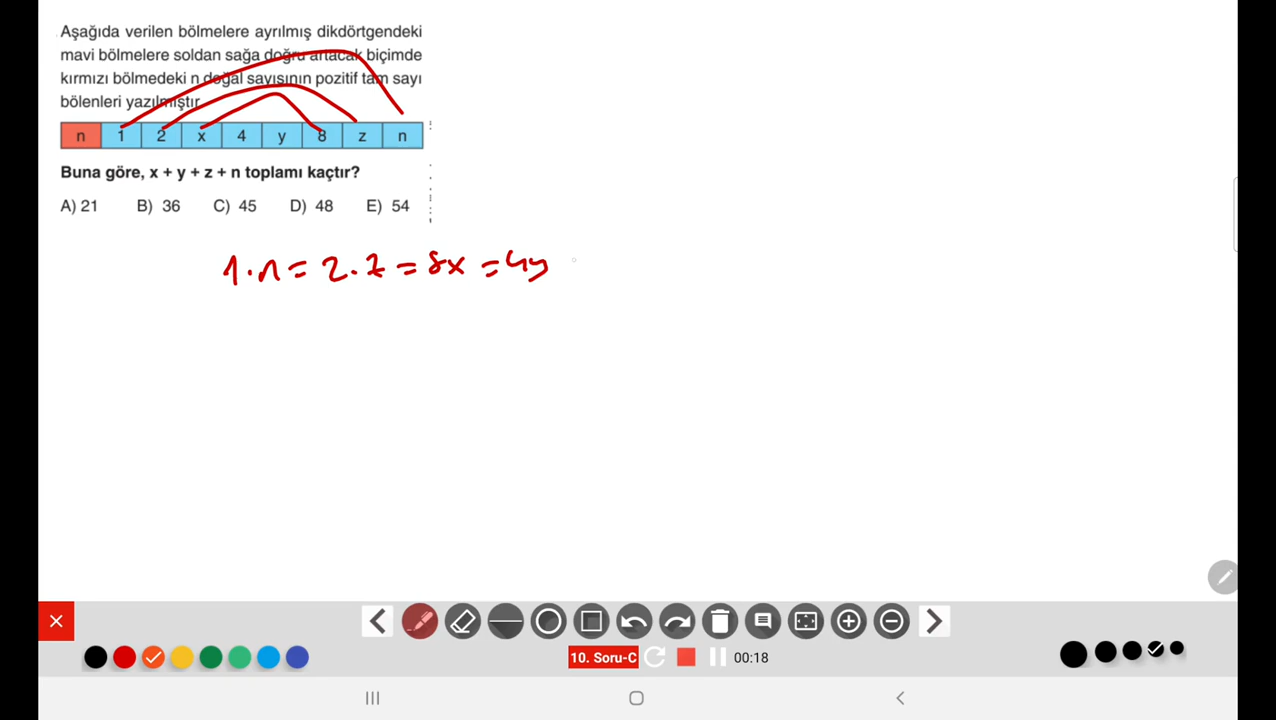 Aşağıda verilen bölmelere ayrılmış dikdörtgendeki
mavi bölmelere soldan sağa doğru artacak biçimde
kırmızı bölmedeki n doğal sayısının pozitif tam sayı
bölenleri yazılmıştır.
n 1 2 x 4 y 8 z n
Buna göre, x + y + z + n toplamı kaçtır?
A) 21 B) 36 C) 45 D) 48 E) 54
1·n = 2·z = 8x = 4y
10. Soru-C 00:18